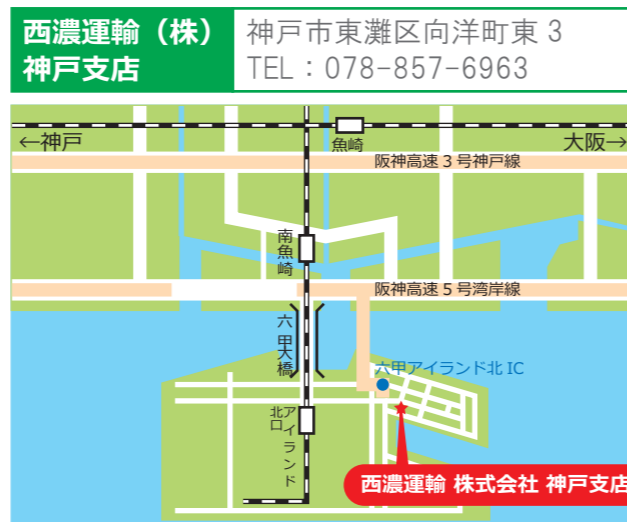 西濃運輸（株）
神戸支店
神戸市東灘区向洋町東 3
TEL：078-857-6963
←神戸
魚崎
大阪→
阪神高速 3 号神戸線
南魚崎
阪神高速 5 号湾岸線
六甲大橋
六甲アイランド北 IC
アイランド
北口
西濃運輸 株式会社 神戸支店